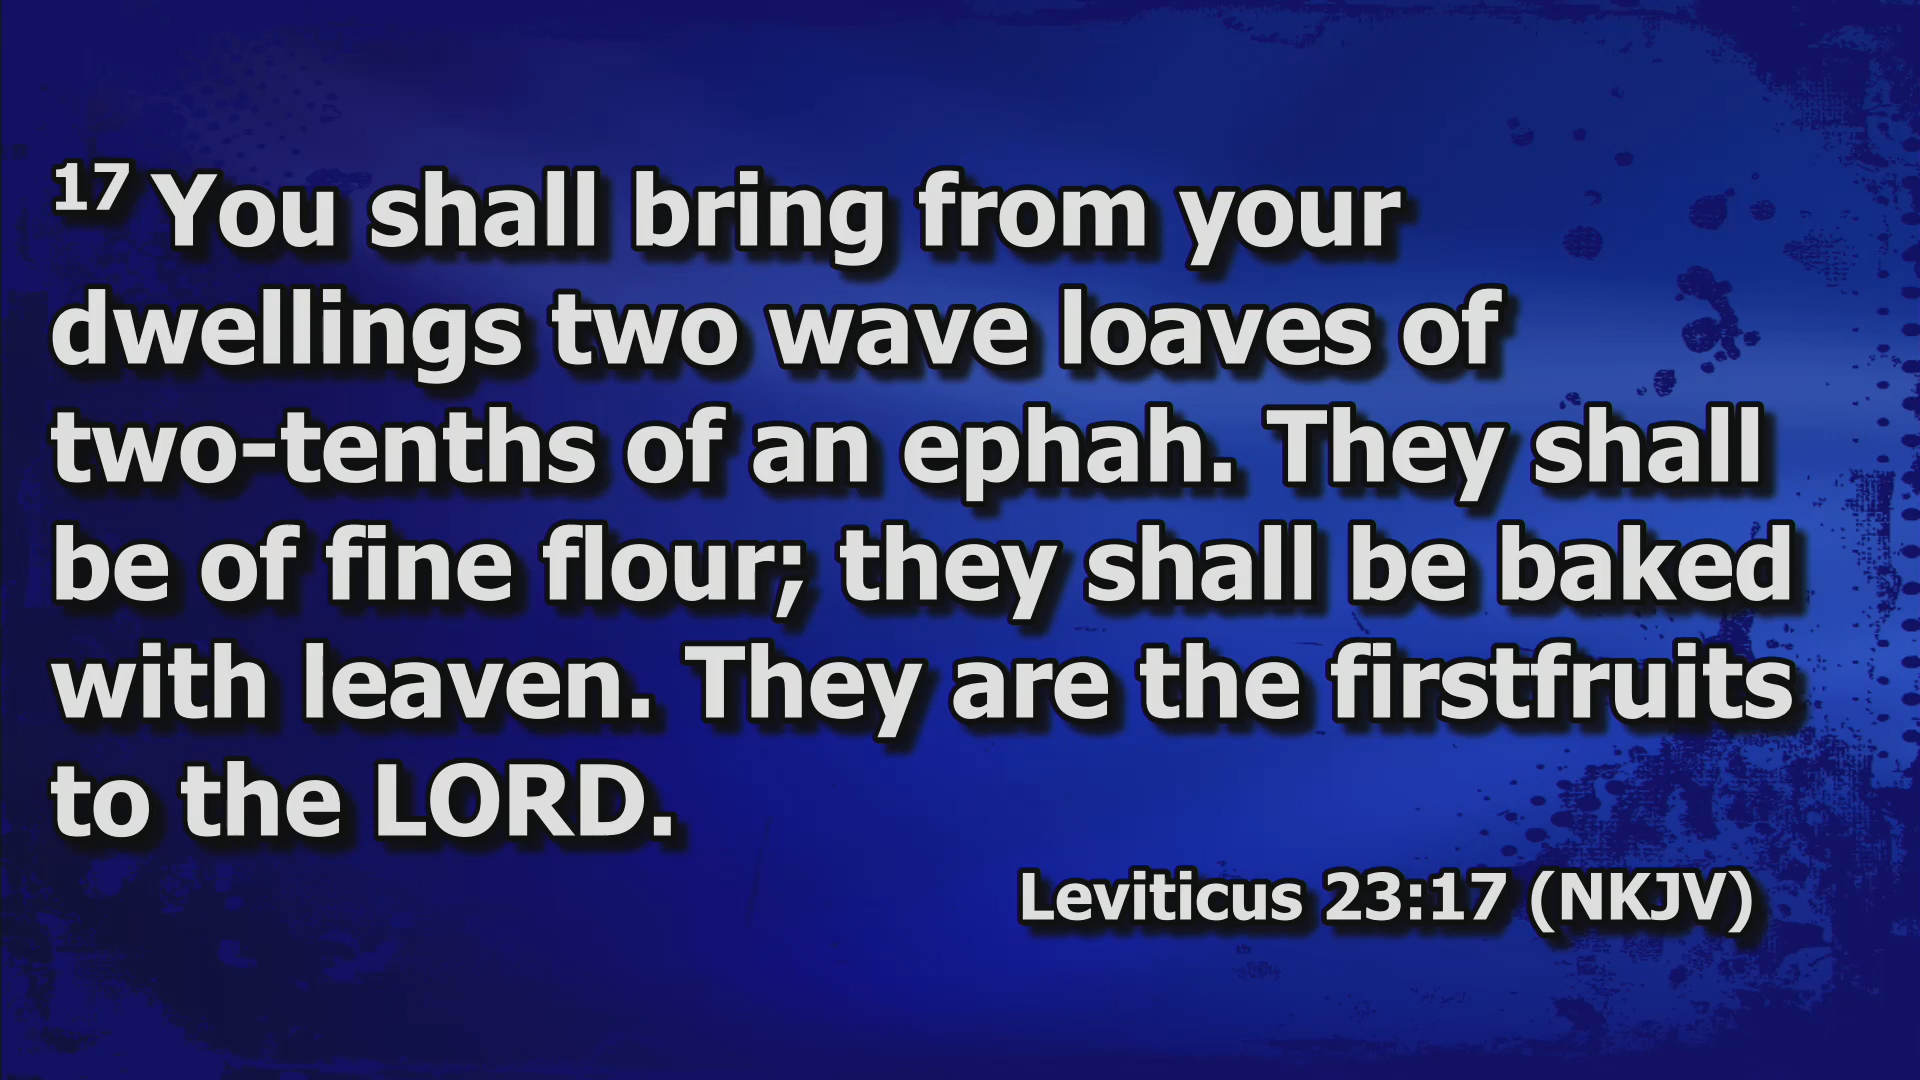 17 You shall bring from your
dwellings two wave loaves of
two-tenths of an ephah. They shall
be of fine flour; they shall be baked
with leaven. They are the firstfruits
to the LORD.
Leviticus 23:17 (NKJV)